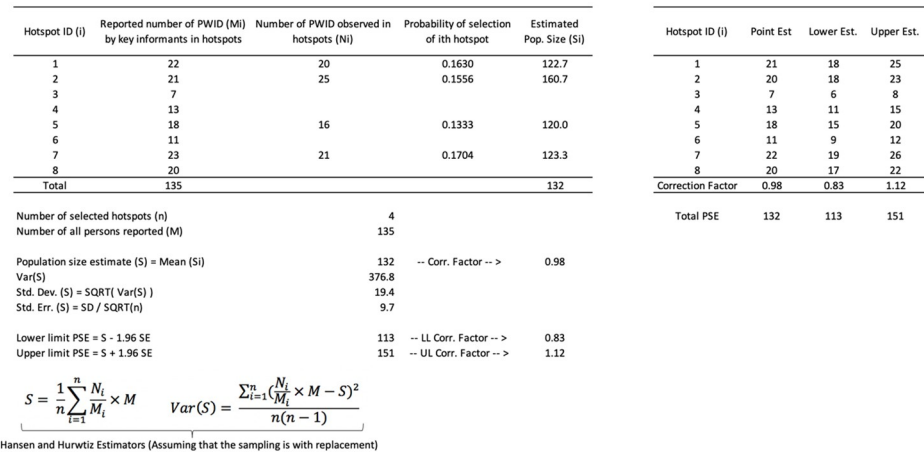 Hotspot ID (i) Reported number of PWID (Mi) by key informants in hotspots Number of PWID observed in hotspots (Ni) Probability of selection of ith hotspot Estimated Pop. Size (Si)
1 22 20 0.1630 122.7
2 21 25 0.1556 160.7
3 7
4 13
5 18 16 0.1333 120.0
6 11
7 23 21 0.1704 123.3
8 20
Total 135 132
Number of selected hotspots (n) 4
Number of all persons reported (M) 135
Population size estimate (S) = Mean (Si) 132 -- Corr. Factor -- > 0.98
Var(S) 376.8
Std. Dev. (S) = SQRT( Var(S) ) 19.4
Std. Err. (S) = SD / SQRT(n) 9.7
Lower limit PSE = S - 1.96 SE 113 -- LL Corr. Factor -- > 0.83
Upper limit PSE = S + 1.96 SE 151 -- UL Corr. Factor -- > 1.12
S = 1/n ∑ⁿᵢ₌₁ Nᵢ/Mᵢ × M Var(S) = ∑ⁿᵢ₌₁(Nᵢ/Mᵢ × M − S)² / n(n − 1)
Hansen and Hurwtiz Estimators (Assuming that the sampling is with replacement)
Hotspot ID (i) Point Est Lower Est. Upper Est.
1 21 18 25
2 20 18 23
3 7 6 8
4 13 11 15
5 18 15 20
6 11 9 12
7 22 19 26
8 20 17 22
Correction Factor 0.98 0.83 1.12
Total PSE 132 113 151